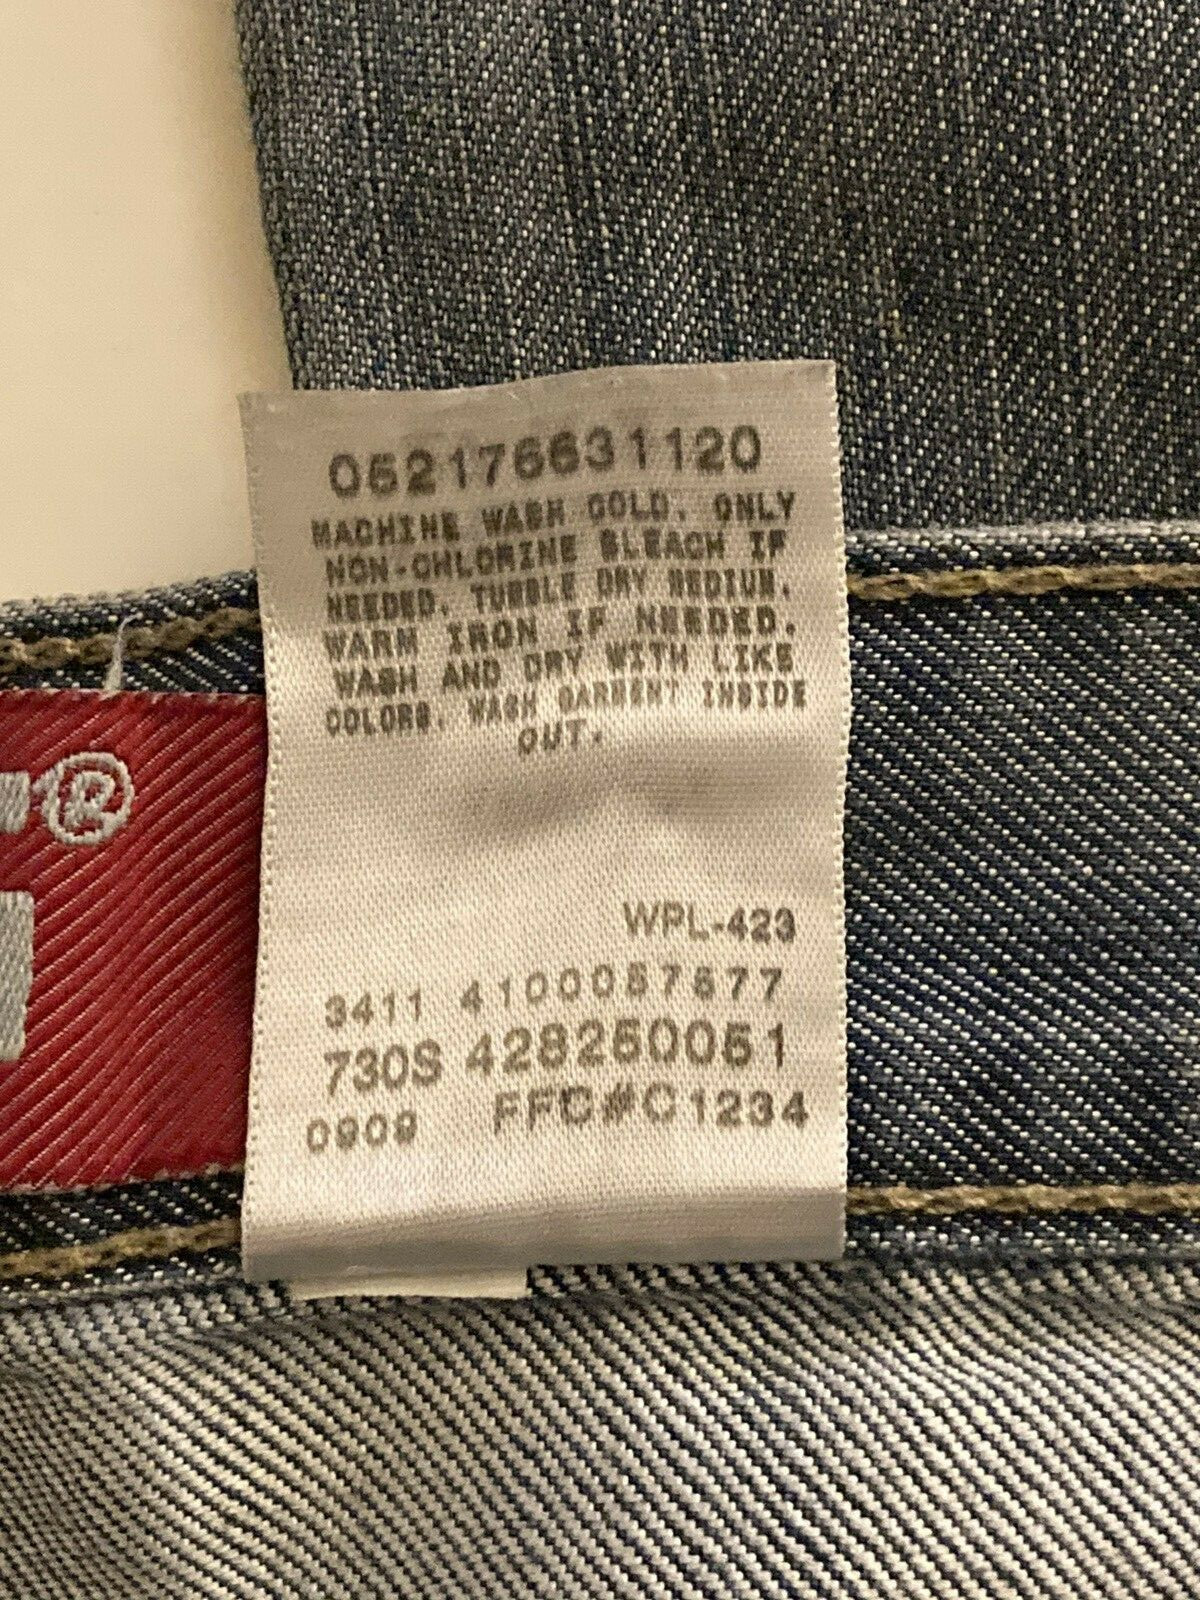 052176631120
MACHINE WASH COLD. ONLY
NON-CHLORINE BLEACH IF
NEEDED. TUMBLE DRY MEDIUM.
WARM IRON IF NEEDED.
WASH AND DRY WITH LIKE
COLORS. WASH GARMENT INSIDE
OUT.
®
WPL-423
3411 4100057577
730S 428250051
0909 FFC#C1234